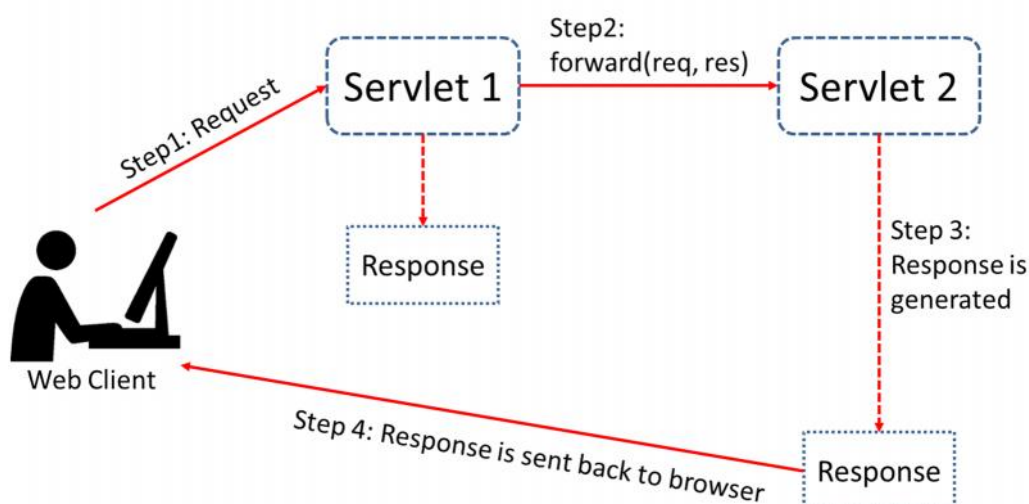 Step1: Request
Servlet 1
Step2:
forward(req, res)
Servlet 2
Response
Step 3:
Response is
generated
Web Client
Step 4: Response is sent back to browser
Response